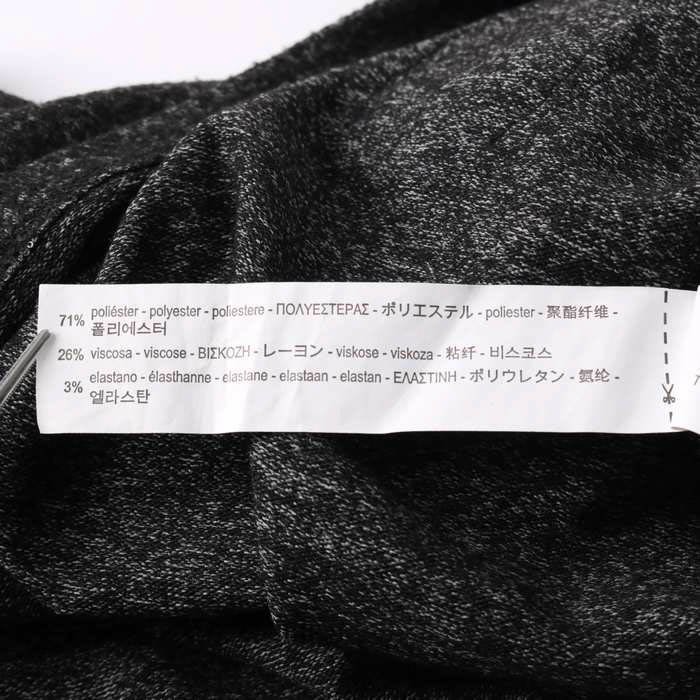 71% poliéster - polyester - poliestere - ΠΟΛΥΕΣΤΕΡΑΣ - ポリエステル - poliester - 聚酯纤维 -
폴리에스터
26% viscosa - viscose - ΒΙΣΚΟΖΗ - レーヨン - viskose - viskoza - 粘纤 - 비스코스
3% elastano - élasthanne - elastane - elastaan - elastan - ΕΛΑΣΤΙΝΗ - ポリウレタン - 氨纶 -
엘라스탄